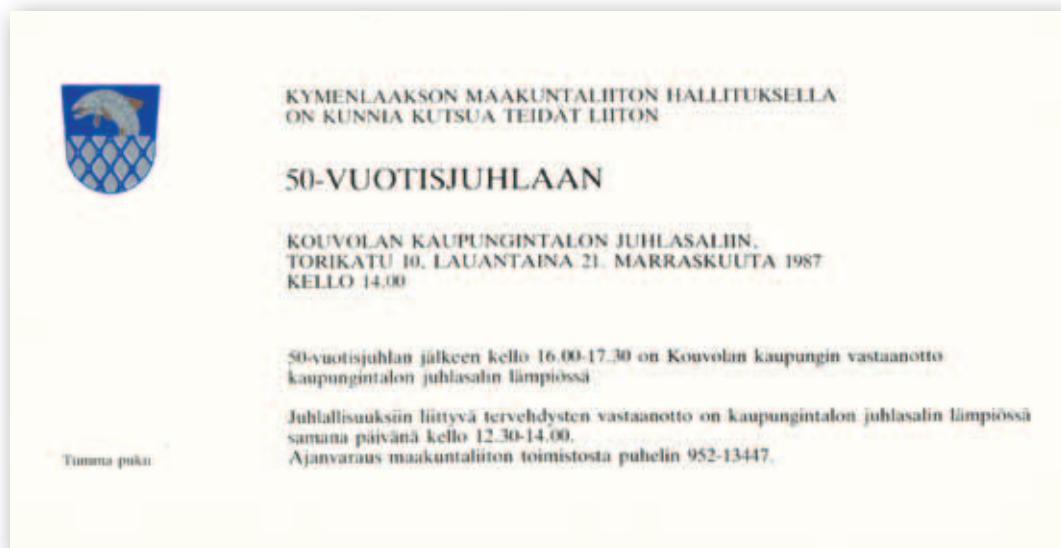 KYMENLAAKSON MAAKUNTALIITON HALLITUKSELLA
ON KUNNIA KUTSUA TEIDÄT LIITON
50-VUOTISJUHLAAN
KOUVOLAN KAUPUNGINTALON JUHLASALIIN,
TORIKATU 10, LAUANTAINA 21. MARRASKUUTA 1987
KELLO 14.00
50-vuotisjuhlan jälkeen kello 16.00-17.30 on Kouvolan kaupungin vastaanotto
kaupungintalon juhlasalin lämpiössä
Juhlallisuuksiin liittyvä tervehdysten vastaanotto on kaupungintalon juhlasalin lämpiössä
samana päivänä kello 12.30-14.00.
Ajanvaraus maakuntaliiton toimistosta puhelin 952-13447.
Tumma puku